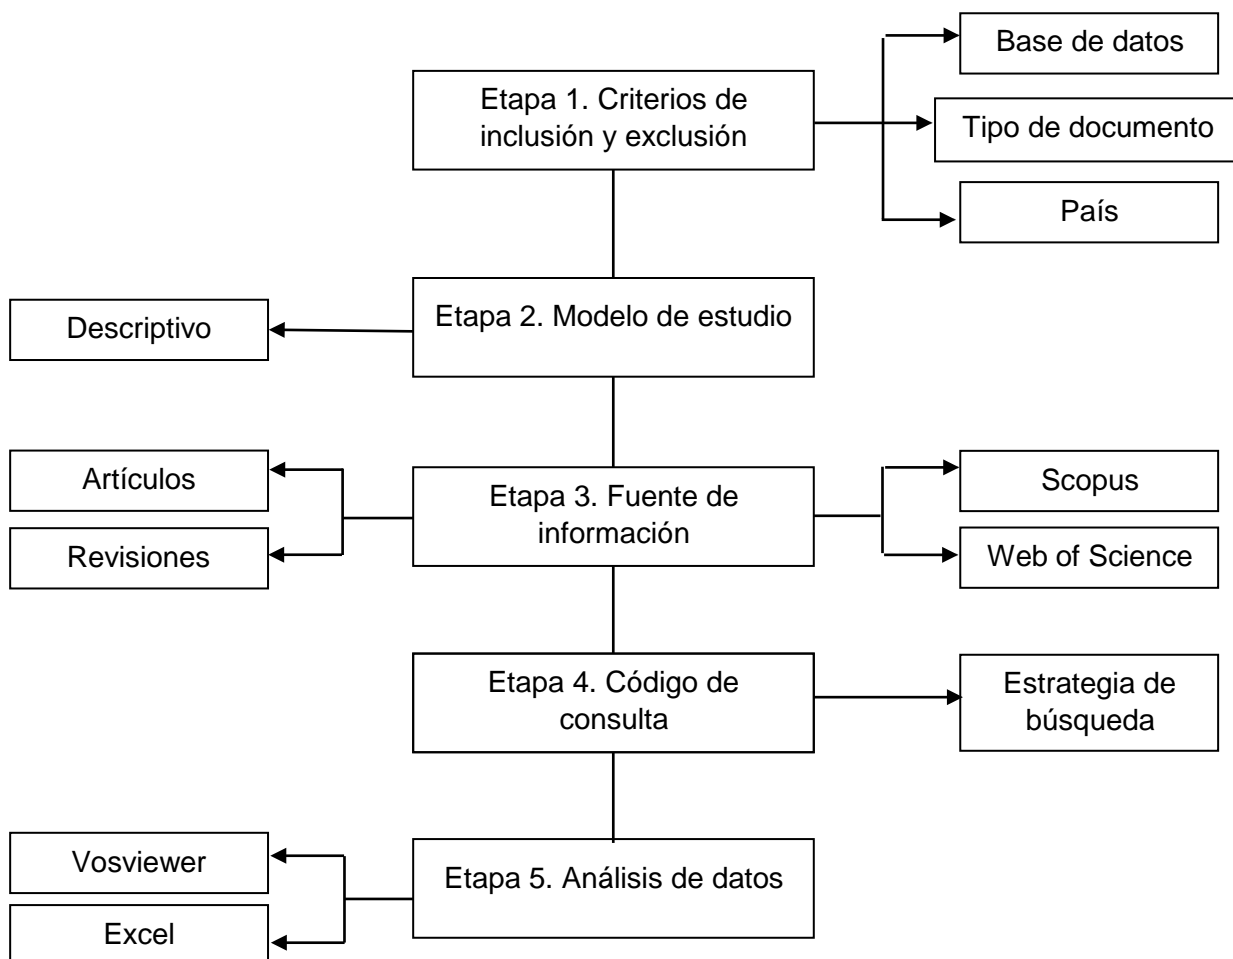 Base de datos
Etapa 1. Criterios de
inclusión y exclusión
Tipo de documento
País
Descriptivo
Etapa 2. Modelo de estudio
Artículos
Revisiones
Etapa 3. Fuente de
información
Scopus
Web of Science
Etapa 4. Código de
consulta
Estrategia de
búsqueda
Vosviewer
Excel
Etapa 5. Análisis de datos